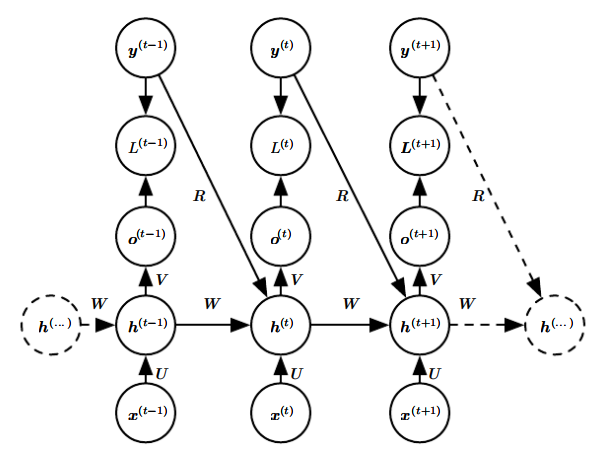 y^(t−1) y^(t) y^(t+1)
L^(t−1) L^(t) L^(t+1)
R R R
o^(t−1) o^(t) o^(t+1)
V V V
W W W W
h^(...) h^(t−1) h^(t) h^(t+1) h^(...)
U U U
x^(t−1) x^(t) x^(t+1)